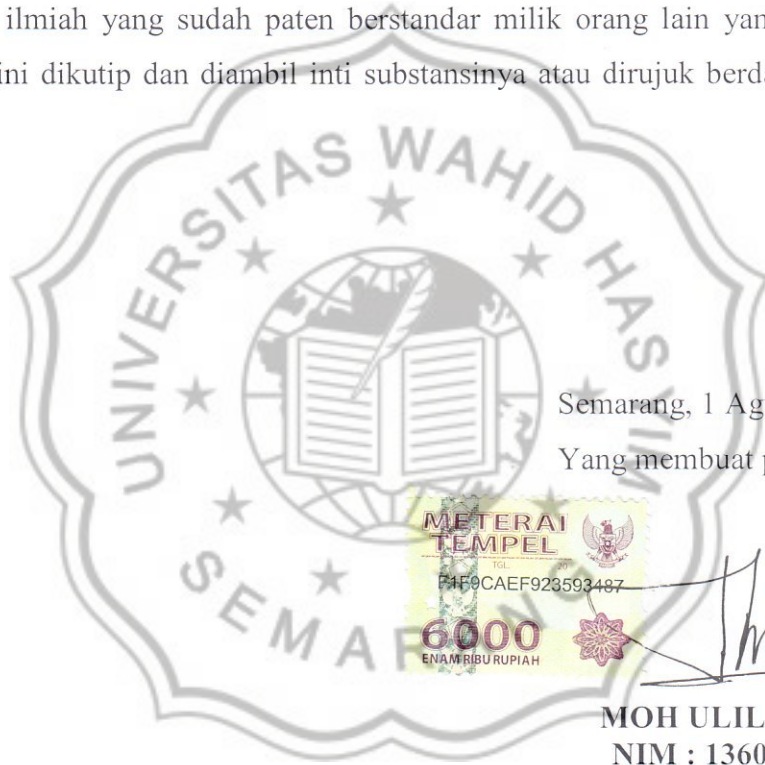 ilmiah yang sudah paten berstandar milik orang lain yan
ini dikutip dan diambil inti substansinya atau dirujuk berda
UNIVERSITAS WAHID HASYIM
SEMARANG
Semarang, 1 Ag
Yang membuat p
METERAI
TEMPEL
TGL. 20
F1F9CAEF923593487
6000
ENAM RIBU RUPIAH
MOH ULIL
NIM : 1360